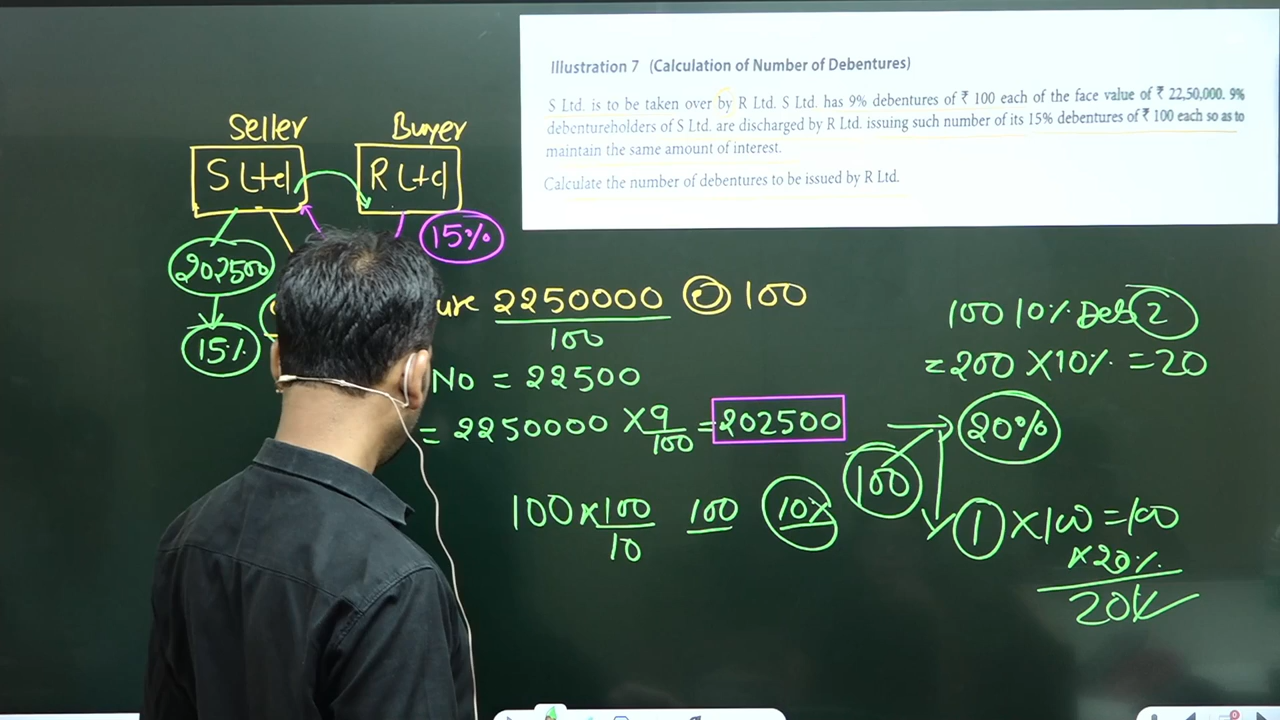 Illustration 7 (Calculation of Number of Debentures)
S Ltd. is to be taken over by R Ltd. S Ltd. has 9% debentures of ₹ 100 each of the face value of ₹ 22,50,000. 9%
debentureholders of S Ltd. are discharged by R Ltd. issuing such number of its 15% debentures of ₹ 100 each so as to
maintain the same amount of interest.
Calculate the number of debentures to be issued by R Ltd.
Seller
Buyer
S Ltd
R Ltd
15%
202500
15%
ure 2250000 @ 100
100
No = 22500
= 2250000 × 9/100 = 202500
100 × 100/10 100 10%
100 10% Deb 2
= 200 × 10% = 20
20%
100
1 × 100 = 100
× 20%
20